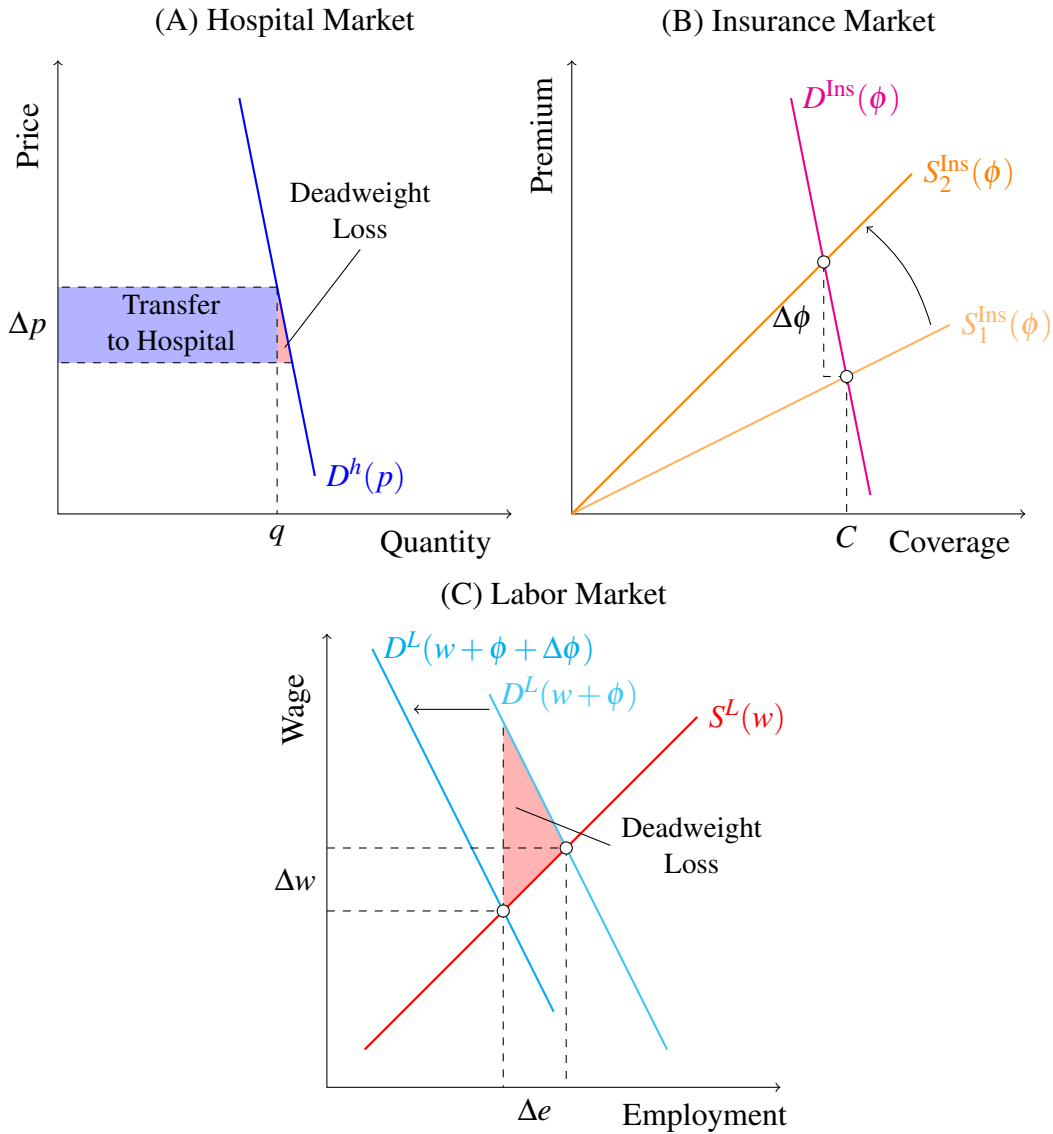 (A) Hospital Market
Price
Deadweight
Loss
Transfer
to Hospital
Δp
D^h(p)
q
Quantity
(B) Insurance Market
Premium
D^Ins(ϕ)
S_2^Ins(ϕ)
Δϕ
S_1^Ins(ϕ)
C
Coverage
(C) Labor Market
Wage
D^L(w + ϕ + Δϕ)
D^L(w + ϕ)
S^L(w)
Deadweight
Loss
Δw
Δe
Employment